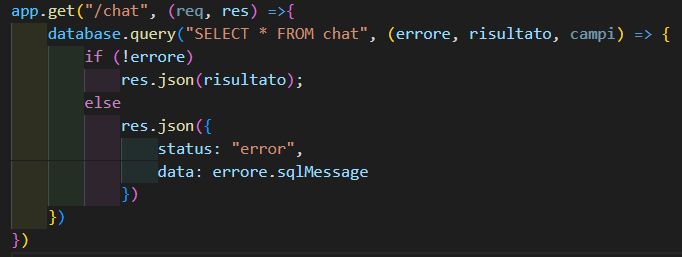 app.get("/chat", (req, res) =>{
    database.query("SELECT * FROM chat", (errore, risultato, campi) => {
        if (!errore)
            res.json(risultato);
        else
            res.json({
                status: "error",
                data: errore.sqlMessage
            })
    })
})